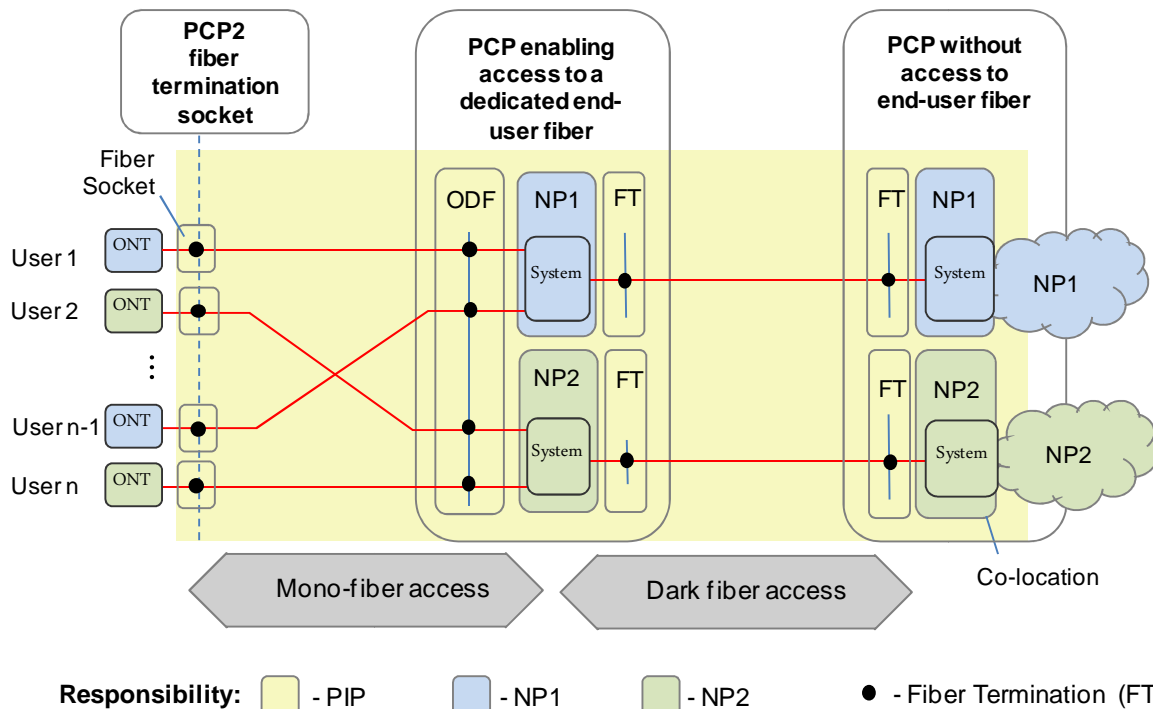 PCP2
fiber
termination
socket
PCP enabling
access to a
dedicated end-
user fiber
PCP without
access to
end-user fiber
Fiber
Socket
ODF
NP1
FT
FT
NP1
User 1
ONT
System
System
NP1
User 2
ONT
NP2
FT
FT
NP2
User n-1
ONT
System
System
NP2
User n
ONT
Mono-fiber access
Dark fiber access
Co-location
Responsibility:
- PIP
- NP1
- NP2
- Fiber Termination (FT